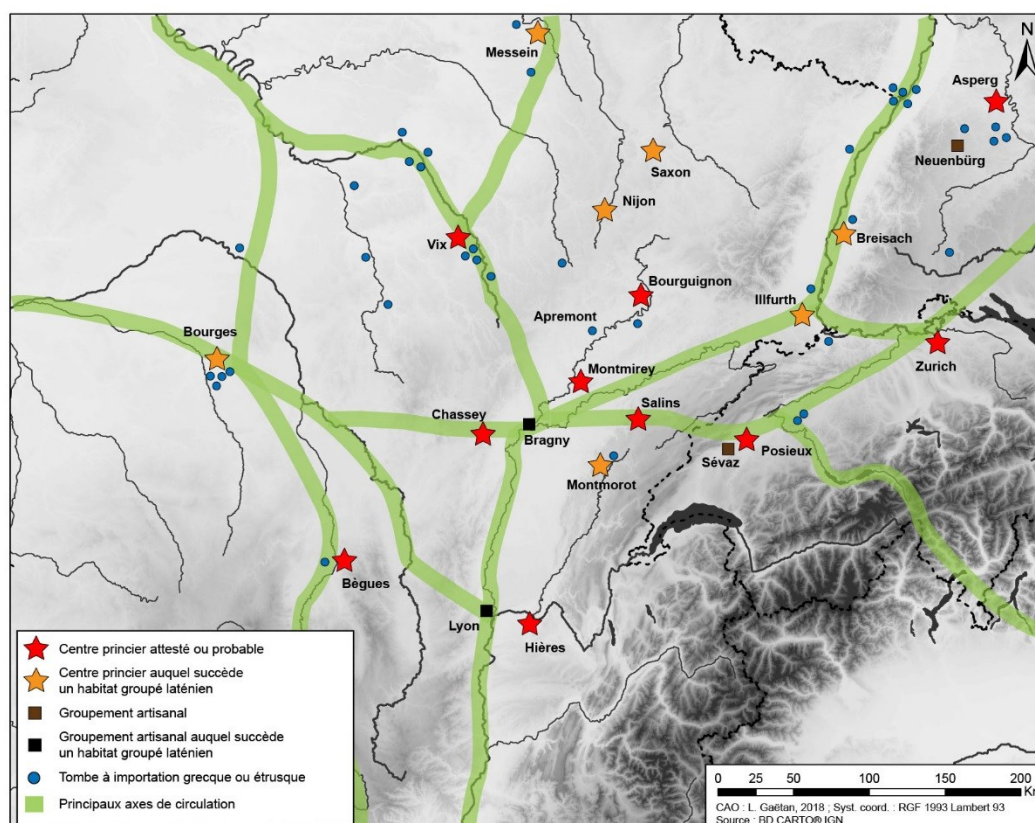 Messein
N
Asperg
Neuenbürg
Saxon
Nijon
Vix
Breisach
Bourguignon
Illfurth
Apremont
Bourges
Zurich
Montmirey
Chassey
Salins
Bragny
Sévaz
Posieux
Montmorot
Bègues
Lyon
Hières
Centre princier attesté ou probable
Centre princier auquel succède
un habitat groupé laténien
Groupement artisanal
Groupement artisanal auquel succède
un habitat groupé laténien
Tombe à importation grecque ou étrusque
Principaux axes de circulation
0 25 50 100 150 200
Km
CAO : L. Gaëtan, 2018 ; Syst. coord. : RGF 1993 Lambert 93
Source : BD CARTO® IGN